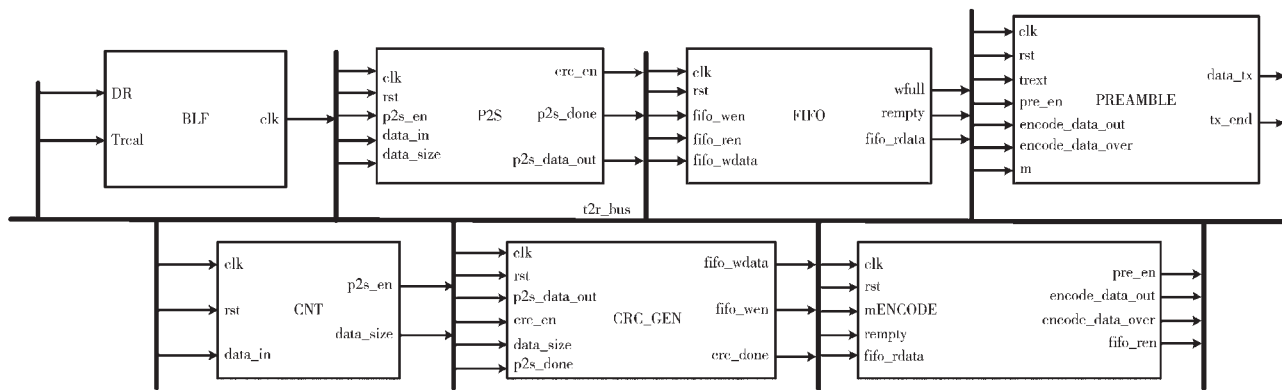 DR
Trcal
BLF
clk
clk
rst
p2s_en
data_in
data_size
P2S
crc_en
p2s_done
p2s_data_out
clk
rst
fifo_wen
fifo_ren
fifo_wdata
FIFO
wfull
rempty
fifo_rdata
clk
rst
trext
pre_en
encode_data_out
encode_data_over
m
PREAMBLE
data_tx
tx_end
t2r_bus
clk
rst
data_in
CNT
p2s_en
data_size
clk
rst
p2s_data_out
crc_en
data_size
p2s_done
CRC_GEN
fifo_wdata
fifo_wen
crc_done
clk
rst
mENCODE
rempty
fifo_rdata
pre_en
encode_data_out
encode_data_over
fifo_ren